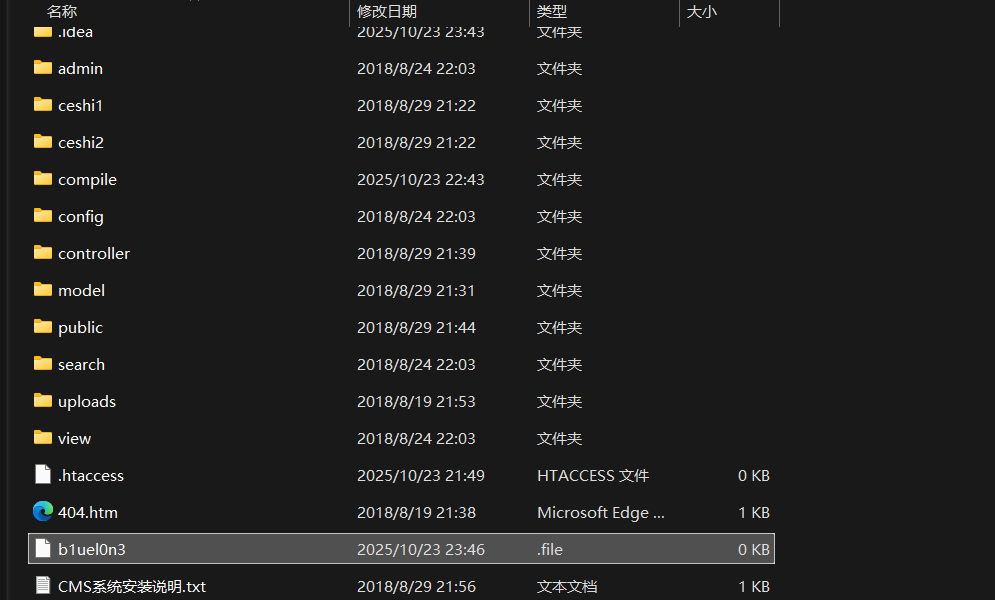 名称 修改日期 类型 大小
.idea 2025/10/23 23:43 文件夹
admin 2018/8/24 22:03 文件夹
ceshi1 2018/8/29 21:22 文件夹
ceshi2 2018/8/29 21:22 文件夹
compile 2025/10/23 22:43 文件夹
config 2018/8/24 22:03 文件夹
controller 2018/8/29 21:39 文件夹
model 2018/8/29 21:31 文件夹
public 2018/8/29 21:44 文件夹
search 2018/8/24 22:03 文件夹
uploads 2018/8/19 21:53 文件夹
view 2018/8/24 22:03 文件夹
.htaccess 2025/10/23 21:49 HTACCESS 文件 0 KB
404.htm 2018/8/19 21:38 Microsoft Edge ... 1 KB
b1uel0n3 2025/10/23 23:46 .file 0 KB
CMS系统安装说明.txt 2018/8/29 21:56 文本文档 1 KB